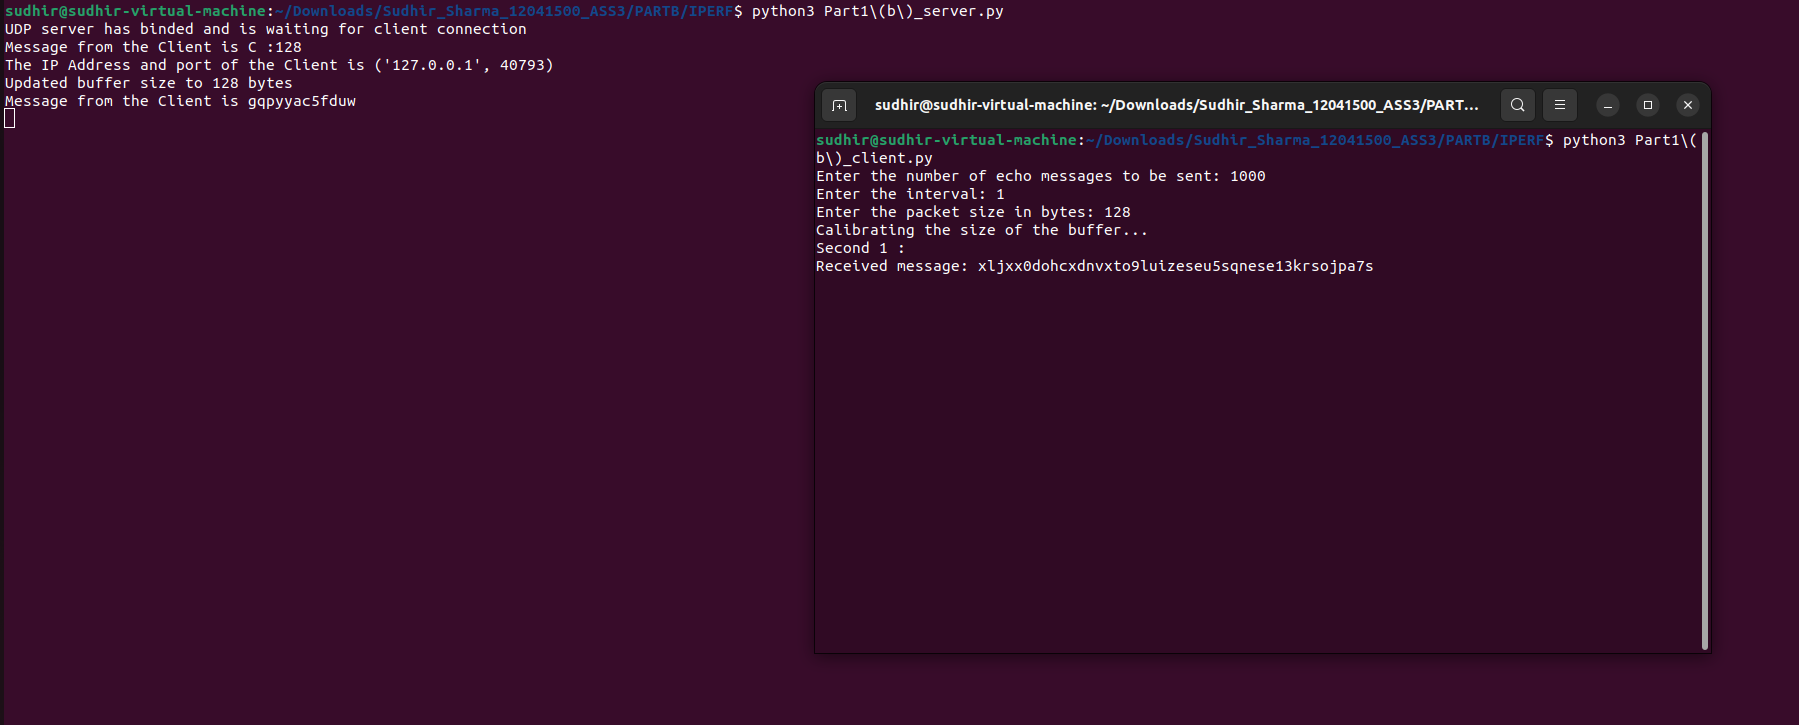 sudhir@sudhir-virtual-machine:~/Downloads/Sudhir_Sharma_12041500_ASS3/PARTB/IPERF$ python3 Part1\(b\)_server.py
UDP server has binded and is waiting for client connection
Message from the Client is C :128
The IP Address and port of the Client is ('127.0.0.1', 40793)
Updated buffer size to 128 bytes
Message from the Client is gqpyyac5fduw
sudhir@sudhir-virtual-machine: ~/Downloads/Sudhir_Sharma_12041500_ASS3/PART...
sudhir@sudhir-virtual-machine:~/Downloads/Sudhir_Sharma_12041500_ASS3/PARTB/IPERF$ python3 Part1\(
b\)_client.py
Enter the number of echo messages to be sent: 1000
Enter the interval: 1
Enter the packet size in bytes: 128
Calibrating the size of the buffer...
Second 1 :
Received message: xljxx0dohcxdnvxto9luizeseu5sqnese13krsojpa7s